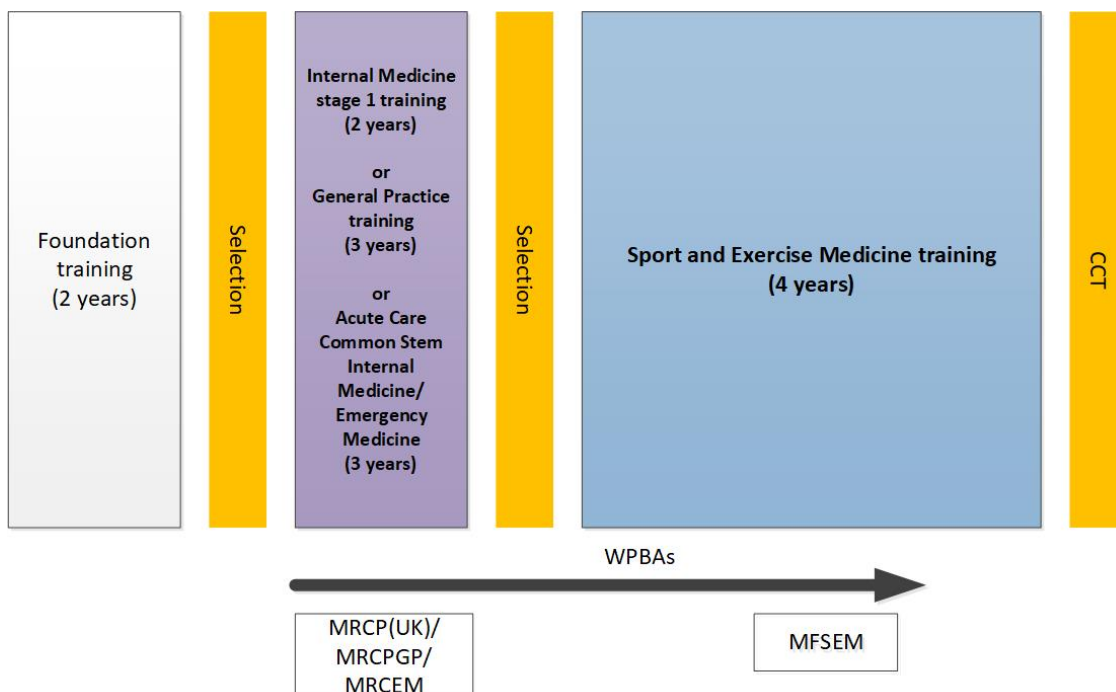 Foundation
training
(2 years)
Selection
Internal Medicine
stage 1 training
(2 years)
or
General Practice
training
(3 years)
or
Acute Care
Common Stem
Internal
Medicine/
Emergency
Medicine
(3 years)
Selection
Sport and Exercise Medicine training
(4 years)
CCT
WPBAs
MRCP(UK)/
MRCPGP/
MRCEM
MFSEM